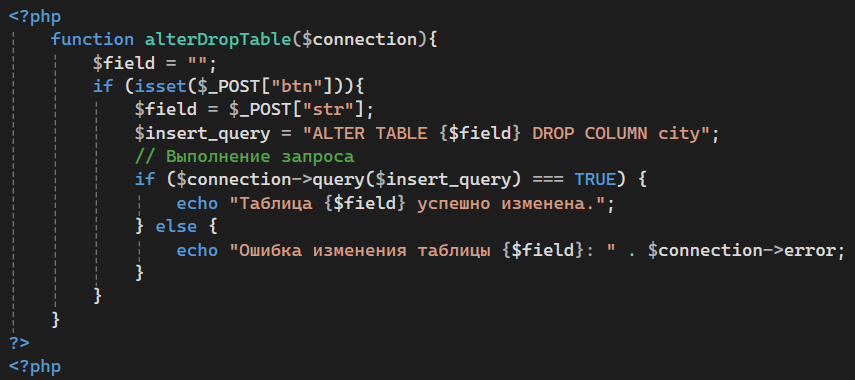 <?php
    function alterDropTable($connection){
        $field = "";
        if (isset($_POST["btn"])){
            $field = $_POST["str"];
            $insert_query = "ALTER TABLE {$field} DROP COLUMN city";
            // Выполнение запроса
            if ($connection->query($insert_query) === TRUE) {
                echo "Таблица {$field} успешно изменена.";
            } else {
                echo "Ошибка изменения таблицы {$field}: " . $connection->error;
            }
        }
    }
?>
<?php